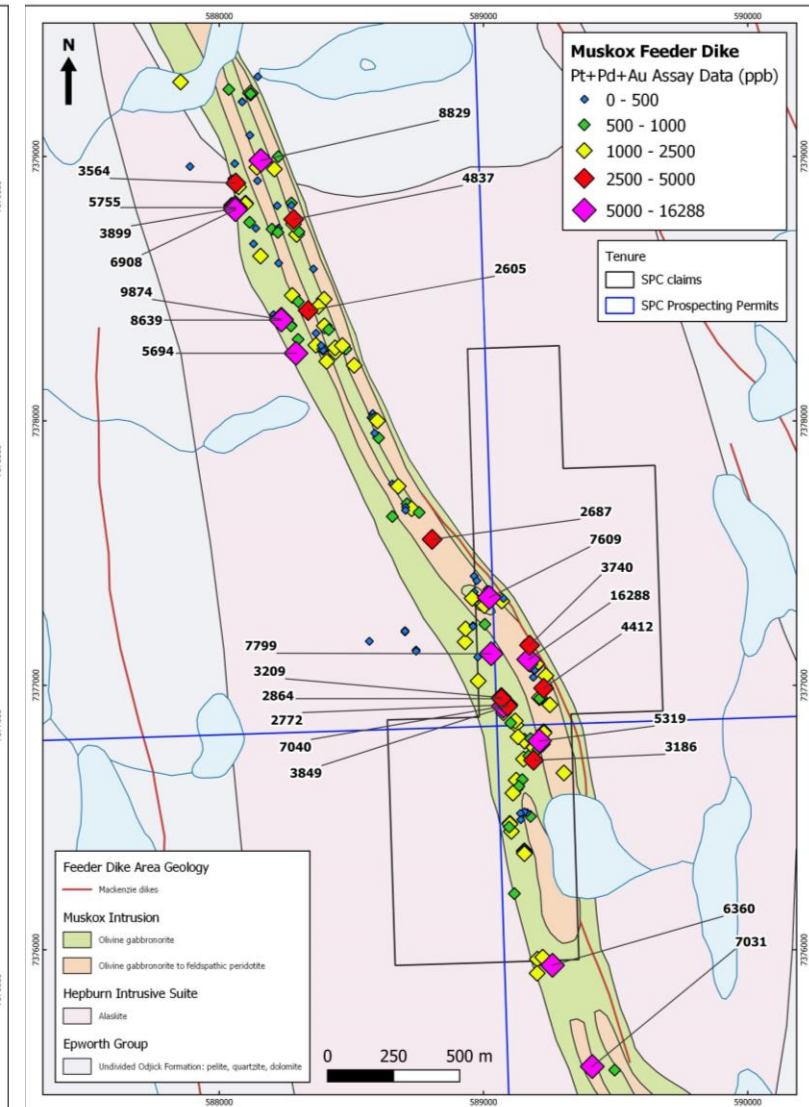 588000
589000
590000
N
Muskox Feeder Dike
Pt+Pd+Au Assay Data (ppb)
0 - 500
500 - 1000
1000 - 2500
2500 - 5000
5000 - 16288
Tenure
SPC claims
SPC Prospecting Permits
7379000
7379000
8829
3564
4837
5755
3899
6908
2605
9874
8639
5694
7378000
7378000
2687
7609
3740
16288
4412
7799
3209
2864
2772
7040
3849
5319
3186
7377000
7377000
6360
7031
7376000
7376000
Feeder Dike Area Geology
Mackenzie dikes
Muskox Intrusion
Olivine gabbronorite
Olivine gabbronorite to feldspathic peridotite
Hepburn Intrusive Suite
Alaskite
Epworth Group
Undivided Odjick Formation: pelite, quartzite, dolomite
0 250 500 m
588000
589000
590000